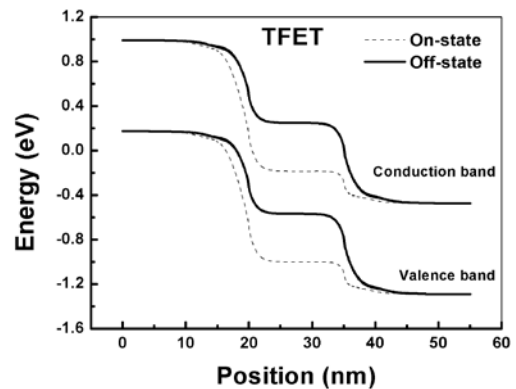 TFET
On-state
Off-state
1.2
0.8
0.4
0.0
-0.4
-0.8
-1.2
-1.6
Energy (eV)
Conduction band
Valence band
0 10 20 30 40 50 60
Position (nm)